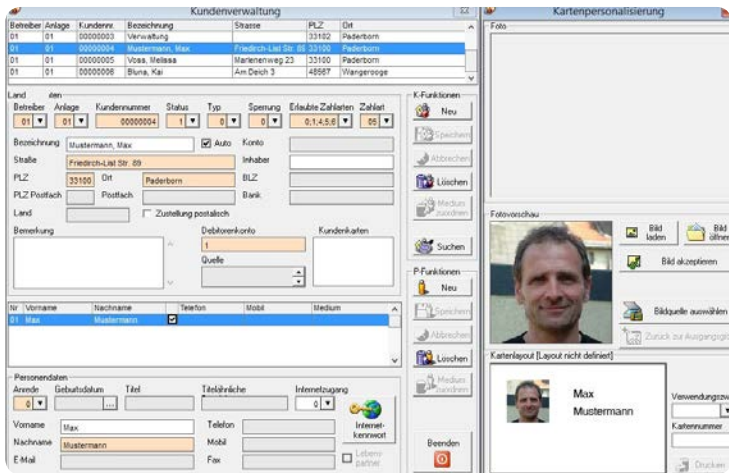 Kundenverwaltung
Betreiber Anlage Kundennr. Bezeichnung Strasse PLZ Ort
01 01 00000003 Verwaltung 33102 Paderborn
01 01 00000004 Mustermann, Max Friedirch-List Str. 89 33100 Paderborn
01 01 00000005 Voss, Melissa Marienenweg 23 33100 Paderborn
01 01 00000006 Bluna, Kai Am Deich 3 48567 Wangerooge
Land
Betreiber Anlage Kundennummer Status Typ Sperrung Erlaubte Zahlarten Zahlart
01 01 00000004 1 0 0 0;1;4;5;6 05
Bezeichnung Mustermann, Max Auto Konto
Straße Friedirch-List Str. 89 Inhaber
PLZ 33100 Ort Paderborn BLZ
PLZ Postfach Postfach Bank
Land Zustellung postalisch
Bemerkung Debitorenkonto Kundenkarten
1
Quelle
Nr Vorname Nachname Telefon Mobil Medium
01 Max Mustermann
Personendaten
Anrede Geburtsdatum Titel Titelähnliche Internetzugang
0 ... 0
Vorname Max Telefon
Internet-
kennwort
Nachname Mustermann Mobil
E-Mail Fax
Lebens
partner
K-Funktionen
Neu
Speichern
Abbrechen
Löschen
Medium
zuordnen
Suchen
P-Funktionen
Neu
Speichern
Abbrechen
Löschen
Medium
zuordnen
Beenden
Kartenpersonalisierung
Foto
Fotovorschau
Bild
laden
Bild
öffnen
Bild akzeptieren
Bildquelle auswählen
Zurück zur Ausgangsgrö
Kartenlayout [Layout nicht definiert]
Max
Mustermann
Verwendungszw
Kartennummer
Drucken